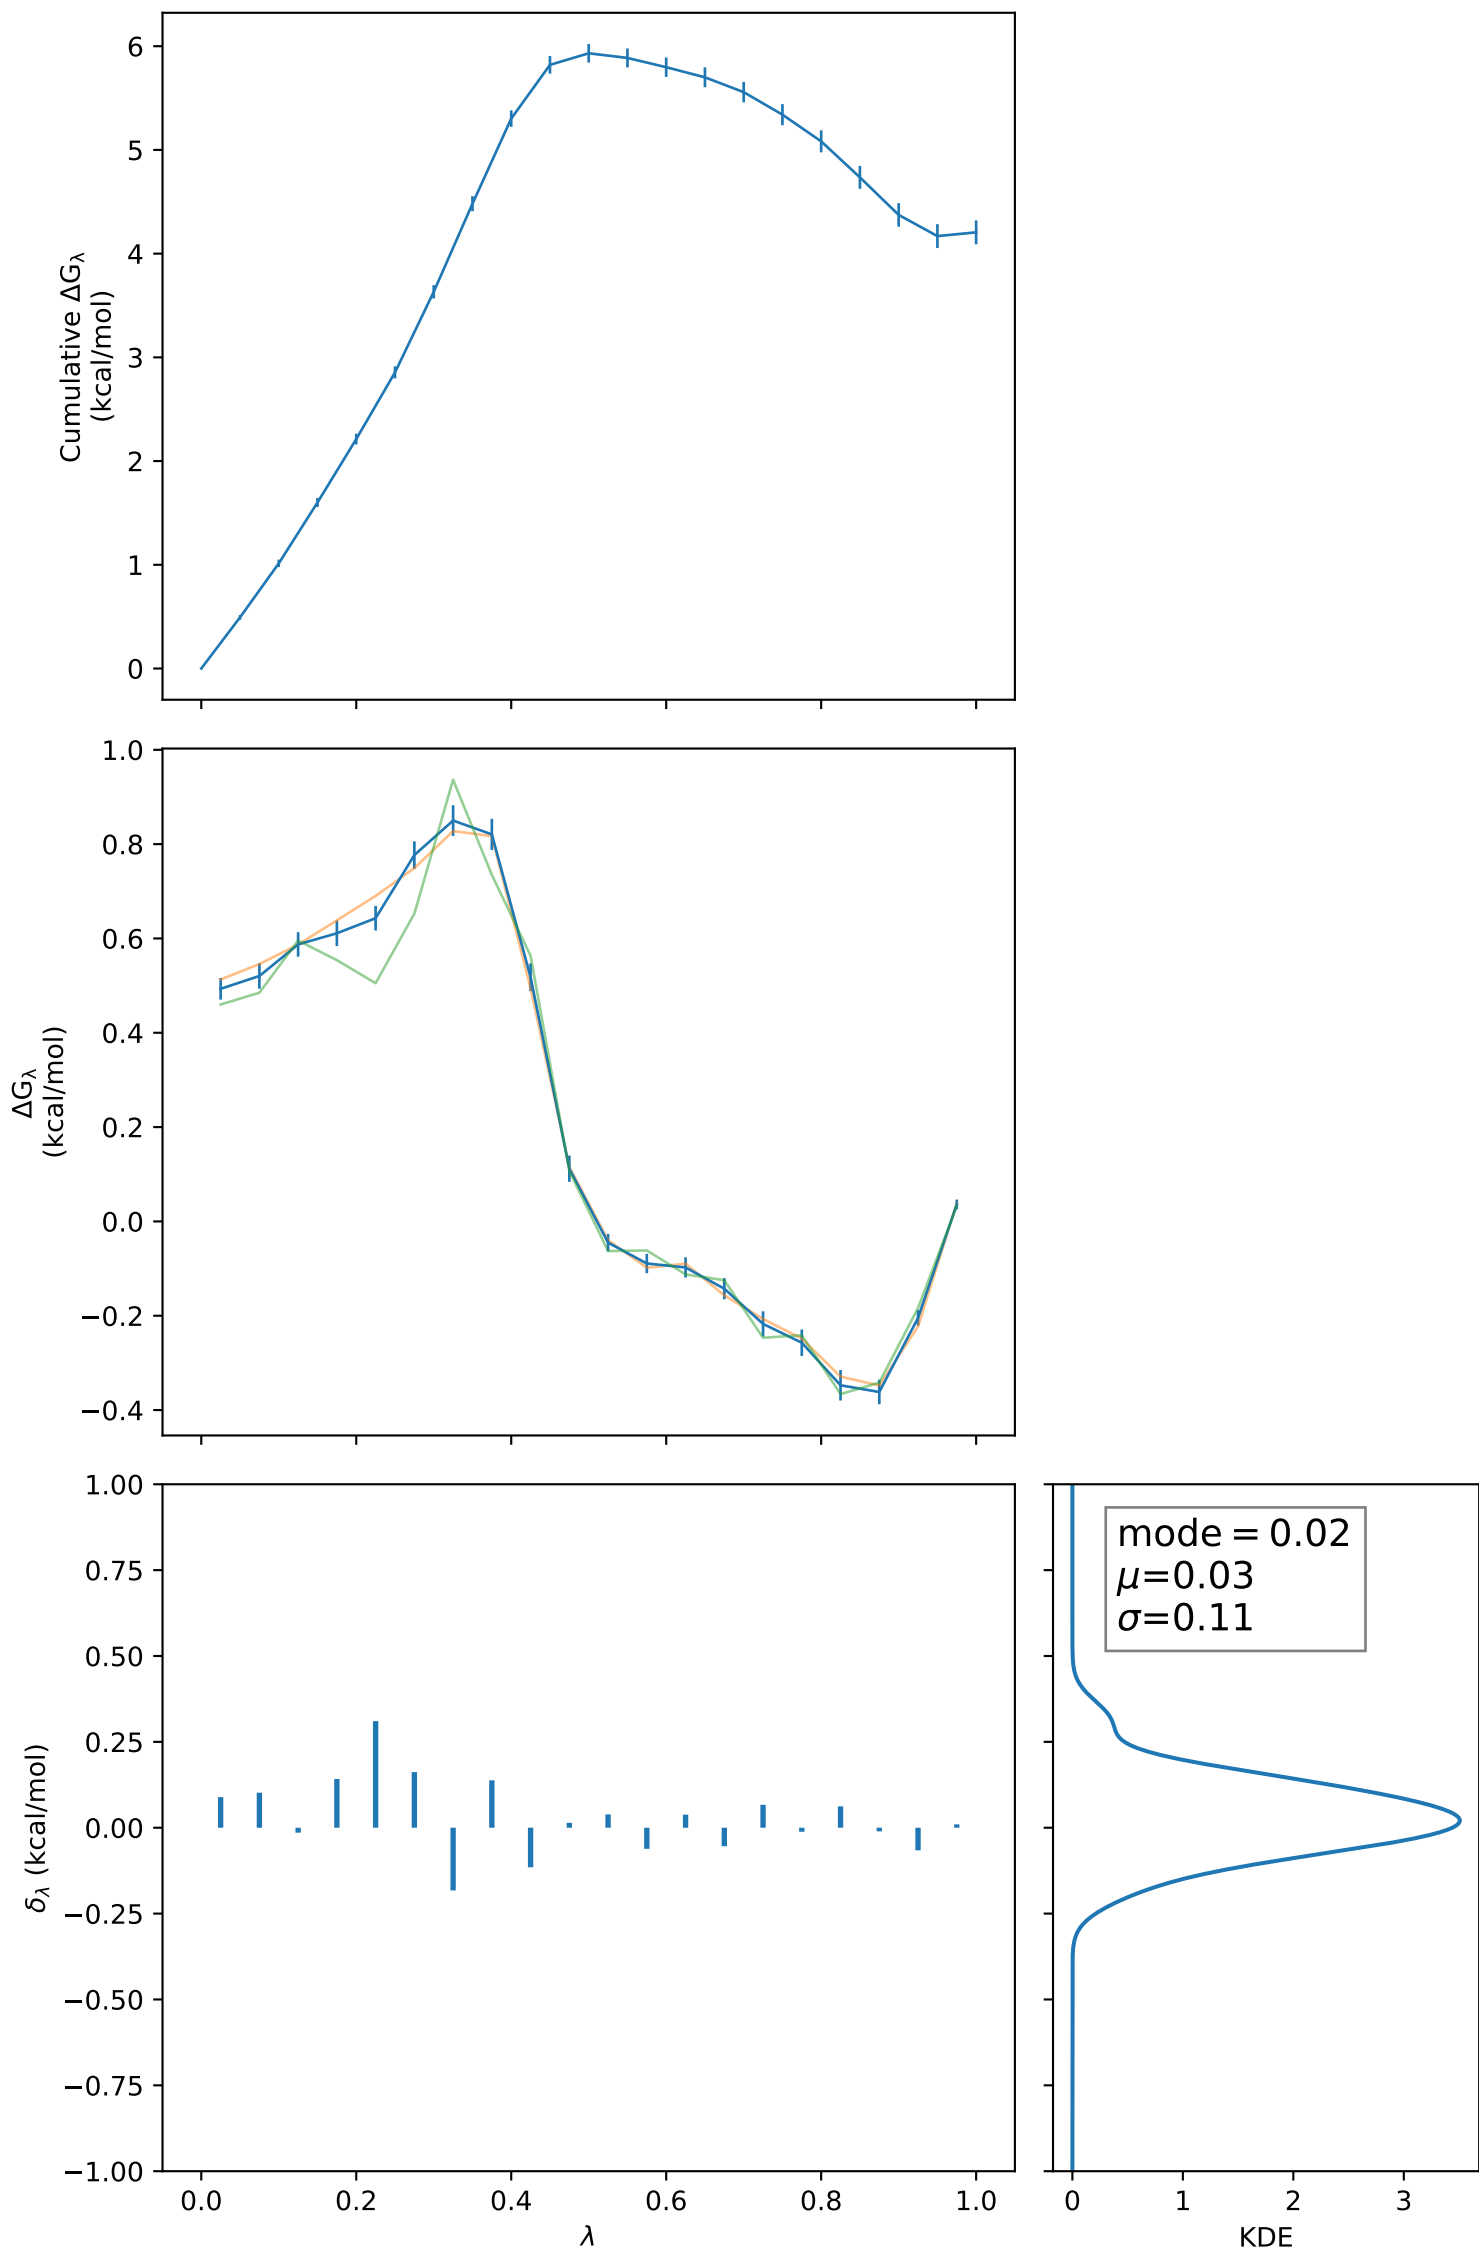 6
5
4
3
2
1
0
Cumulative ΔGλ
(kcal/mol)
1.0
0.8
0.6
0.4
0.2
0.0
−0.2
−0.4
ΔGλ
(kcal/mol)
1.00
0.75
0.50
0.25
0.00
−0.25
−0.50
−0.75
−1.00
δλ (kcal/mol)
0.0 0.2 0.4 0.6 0.8 1.0
λ
mode = 0.02
μ=0.03
σ=0.11
0 1 2 3
KDE